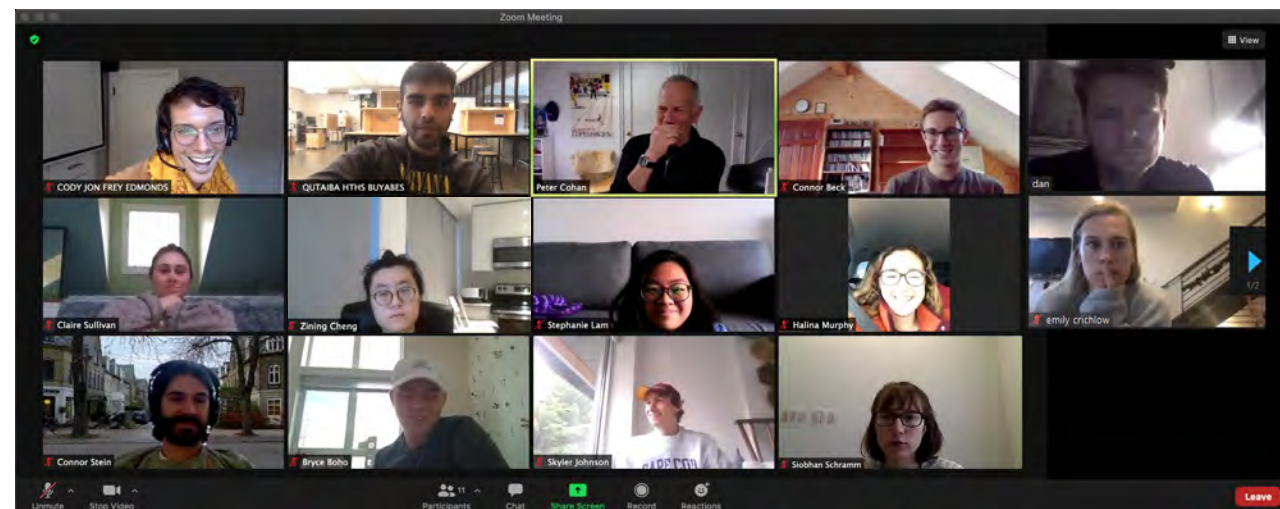 Zoom Meeting
View
CODY JON FREY EDMONDS
QUTAIBA HTHS BUYABES
Peter Cohan
Connor Beck
dan
Claire Sullivan
Zining Cheng
Stephanie Lam
Halina Murphy
emily crichlow
1/2
Connor Stein
Bryce Boho
Skyler Johnson
Siobhan Schramm
CAPE COD
Unmute
Stop Video
Participants
11
Chat
Share Screen
Record
Reactions
Leave